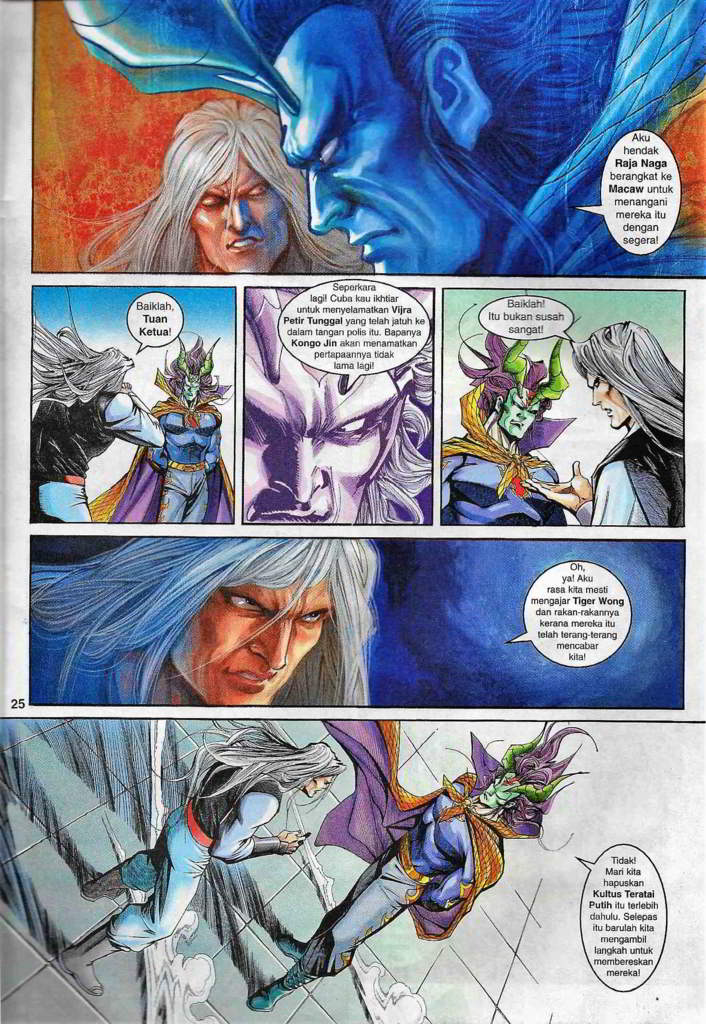 Aku
hendak
Raja Naga
berangkat ke
Macaw untuk
menangani
mereka itu
dengan
segera!
Baiklah,
Tuan
Ketua!
Seperkara
lagi! Cuba kau ikhtiar
untuk menyelamatkan Vijra
Petir Tunggal yang telah jatuh ke
dalam tangan polis itu. Bapanya
Kongo Jin akan menamatkan
pertapaannya tidak
lama lagi!
Baiklah!
Itu bukan susah
sangat!
Oh,
ya! Aku
rasa kita mesti
mengajar Tiger Wong
dan rakan-rakannya
kerana mereka itu
telah terang-terang
mencabar
kita!
25
Tidak!
Mari kita
hapuskan
Kultus Teratai
Putih itu terlebih
dahulu. Selepas
itu barulah kita
mengambil
langkah untuk
membereskan
mereka!